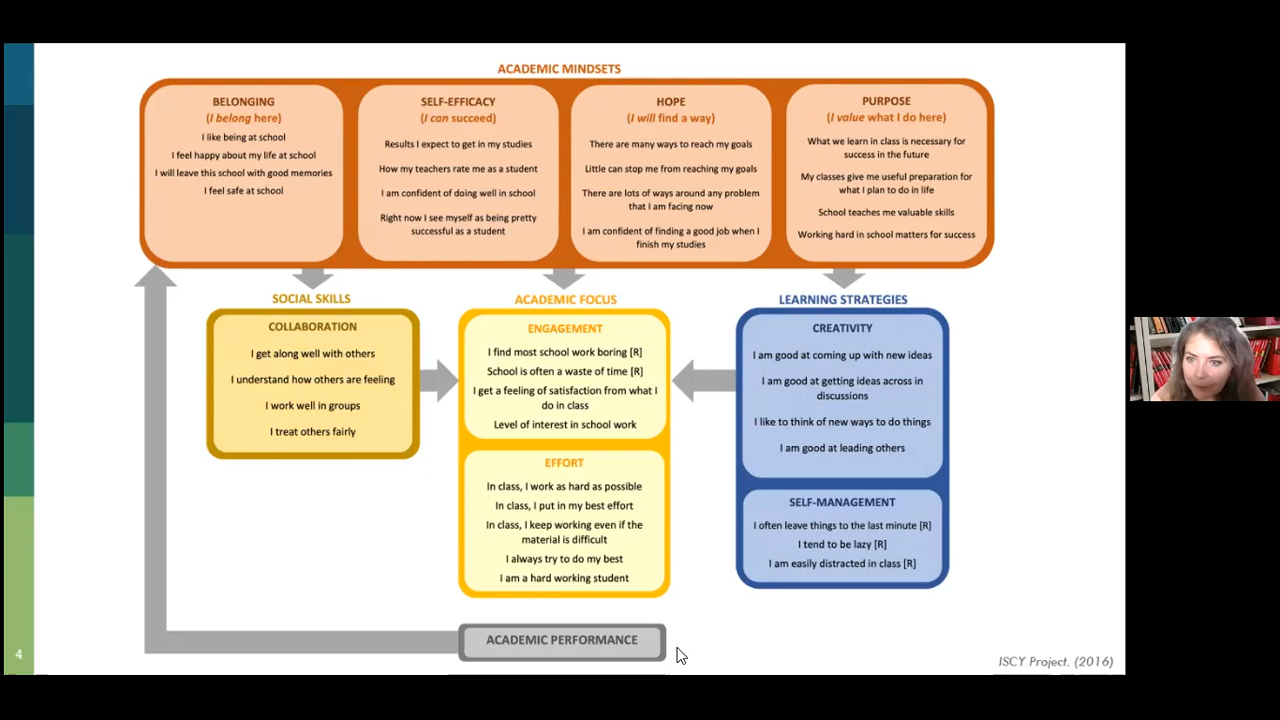 ACADEMIC MINDSETS
BELONGING
(I belong here)
I like being at school
I feel happy about my life at school
I will leave this school with good memories
I feel safe at school
SELF-EFFICACY
(I can succeed)
Results I expect to get in my studies
How my teachers rate me as a student
I am confident of doing well in school
Right now I see myself as being pretty
successful as a student
HOPE
(I will find a way)
There are many ways to reach my goals
Little can stop me from reaching my goals
There are lots of ways around any problem
that I am facing now
I am confident of finding a good job when I
finish my studies
PURPOSE
(I value what I do here)
What we learn in class is necessary for
success in the future
My classes give me useful preparation for
what I plan to do in life
School teaches me valuable skills
Working hard in school matters for success
SOCIAL SKILLS
COLLABORATION
I get along well with others
I understand how others are feeling
I work well in groups
I treat others fairly
ACADEMIC FOCUS
ENGAGEMENT
I find most school work boring [R]
School is often a waste of time [R]
I get a feeling of satisfaction from what I
do in class
Level of interest in school work
EFFORT
In class, I work as hard as possible
In class, I put in my best effort
In class, I keep working even if the
material is difficult
I always try to do my best
I am a hard working student
LEARNING STRATEGIES
CREATIVITY
I am good at coming up with new ideas
I am good at getting ideas across in
discussions
I like to think of new ways to do things
I am good at leading others
SELF-MANAGEMENT
I often leave things to the last minute [R]
I tend to be lazy [R]
I am easily distracted in class [R]
ACADEMIC PERFORMANCE
4
ISCY Project. (2016)